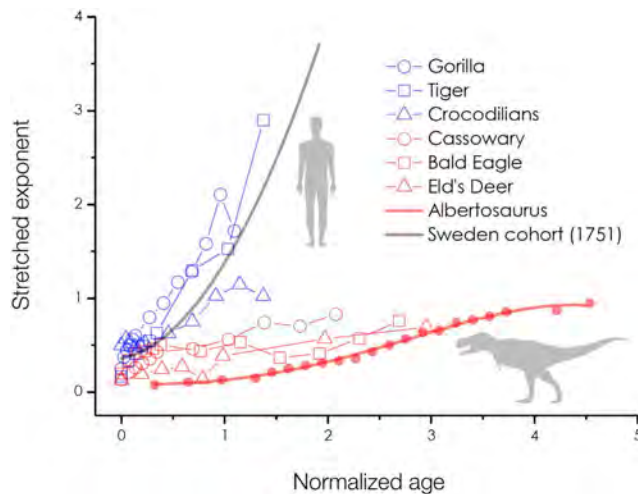 4
3
2
1
0
Stretched exponent
Gorilla
Tiger
Crocodilians
Cassowary
Bald Eagle
Eld's Deer
Albertosaurus
Sweden cohort (1751)
0 1 2 3 4 5
Normalized age